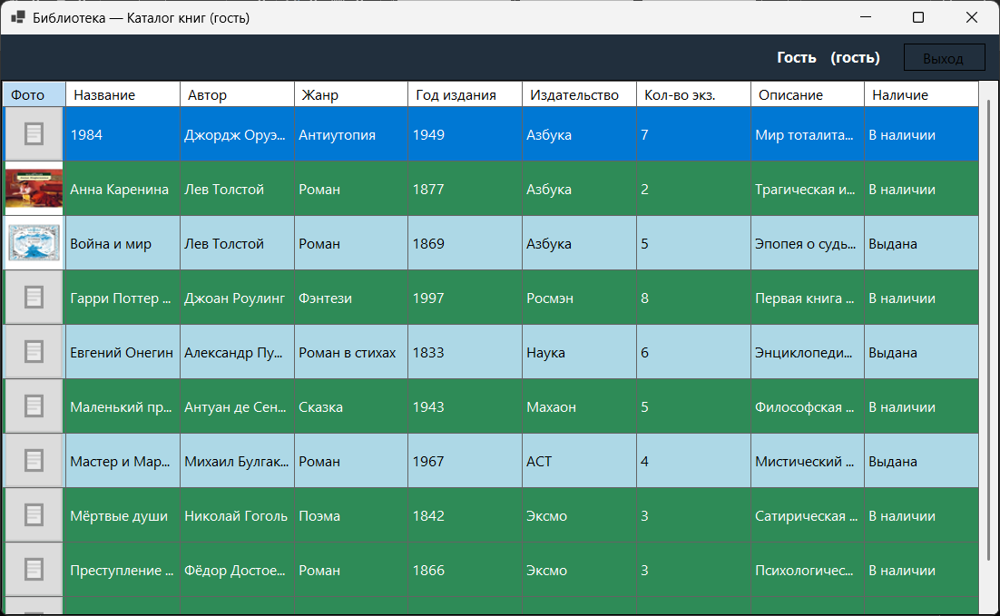 Библиотека — Каталог книг (гость)
Гость (гость) Выход
Фото Название Автор Жанр Год издания Издательство Кол-во экз. Описание Наличие
1984 Джордж Оруэ... Антиутопия 1949 Азбука 7 Мир тоталита... В наличии
Анна Каренина Лев Толстой Роман 1877 Азбука 2 Трагическая и... В наличии
Война и мир Лев Толстой Роман 1869 Азбука 5 Эпопея о судь... Выдана
Гарри Поттер ... Джоан Роулинг Фэнтези 1997 Росмэн 8 Первая книга ... В наличии
Евгений Онегин Александр Пу... Роман в стихах 1833 Наука 6 Энциклопеди... Выдана
Маленький пр... Антуан де Сен... Сказка 1943 Махаон 5 Философская ... В наличии
Мастер и Мар... Михаил Булгак... Роман 1967 АСТ 4 Мистический ... Выдана
Мёртвые души Николай Гоголь Поэма 1842 Эксмо 3 Сатирическая ... В наличии
Преступление ... Фёдор Достое... Роман 1866 Эксмо 3 Психологичес... В наличии